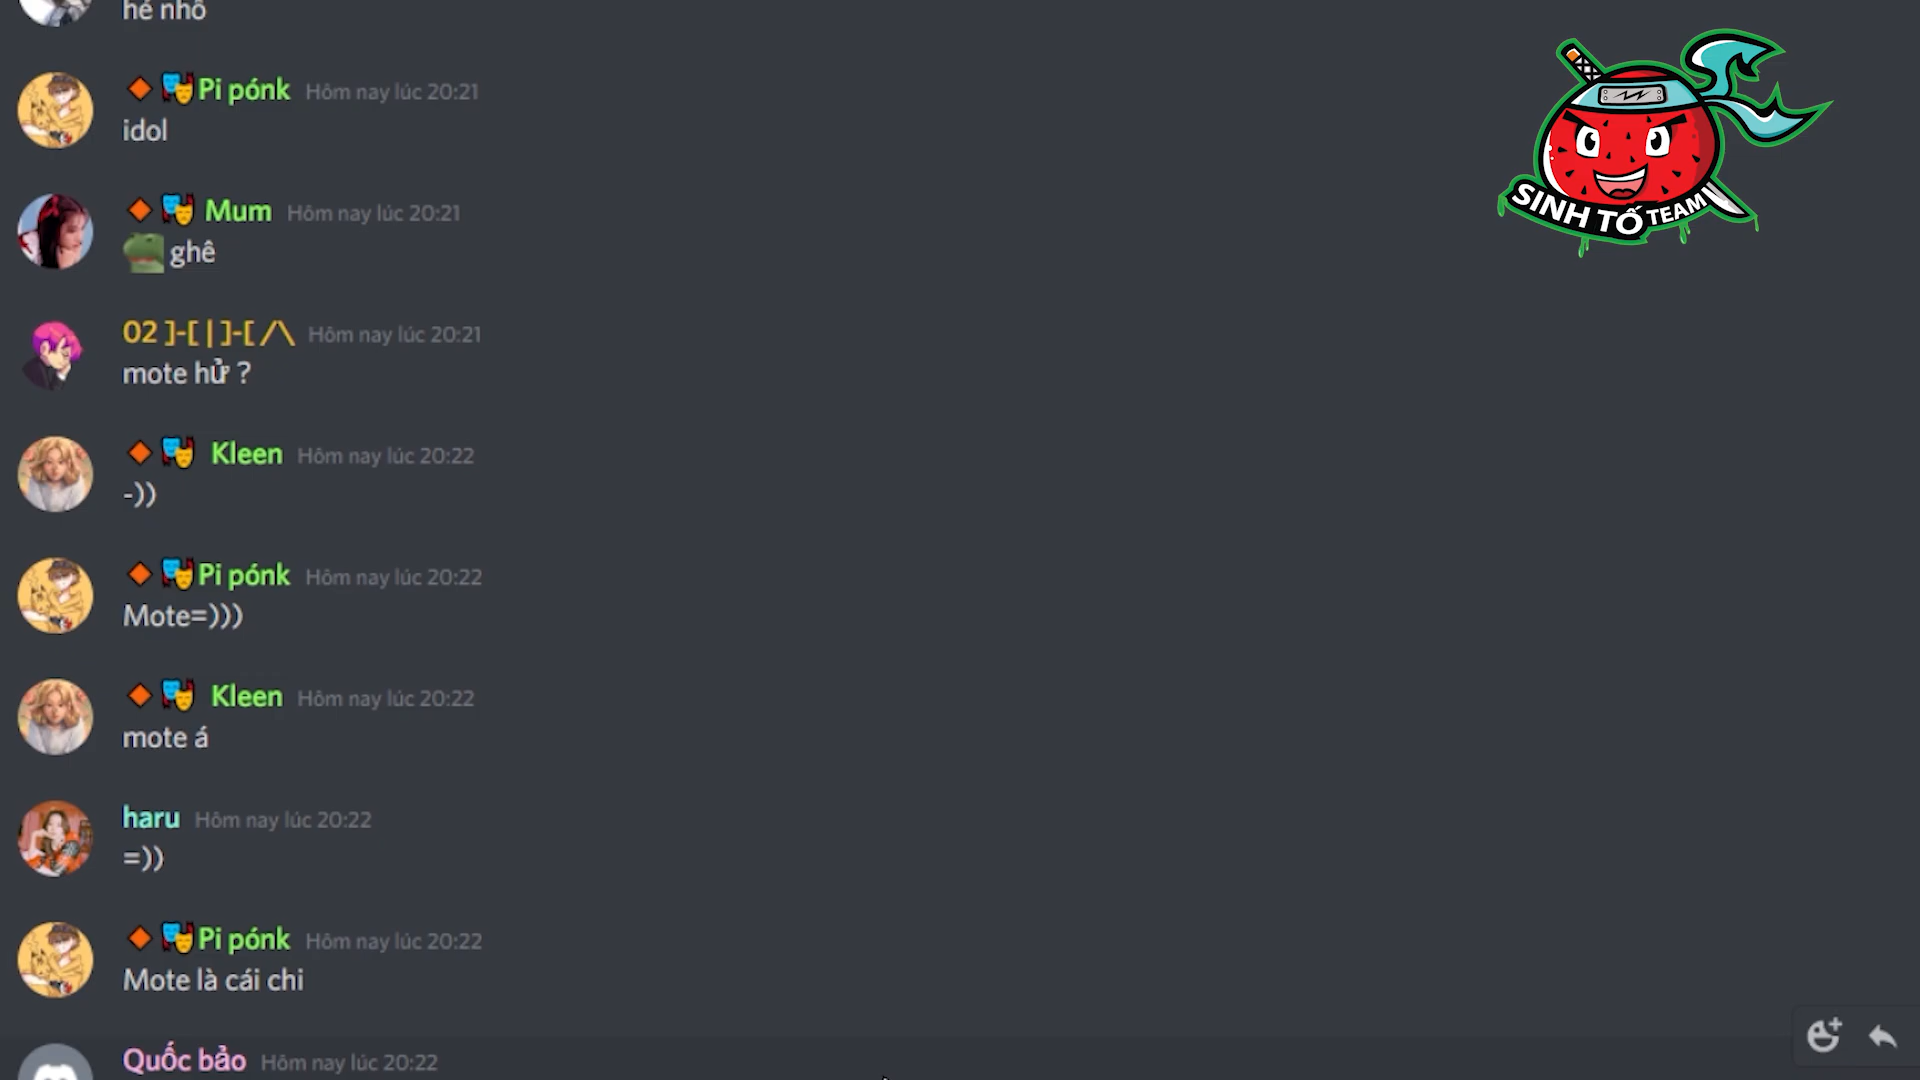 hé nhô
Pi pónk Hôm nay lúc 20:21
idol
Mum Hôm nay lúc 20:21
ghê
02 ]-[ | ]-[ /\ Hôm nay lúc 20:21
mote hử ?
Kleen Hôm nay lúc 20:22
-))
Pi pónk Hôm nay lúc 20:22
Mote=)))
Kleen Hôm nay lúc 20:22
mote á
haru Hôm nay lúc 20:22
=))
Pi pónk Hôm nay lúc 20:22
Mote là cái chi
Quốc bảo Hôm nay lúc 20:22
SINH TỐ TEAM